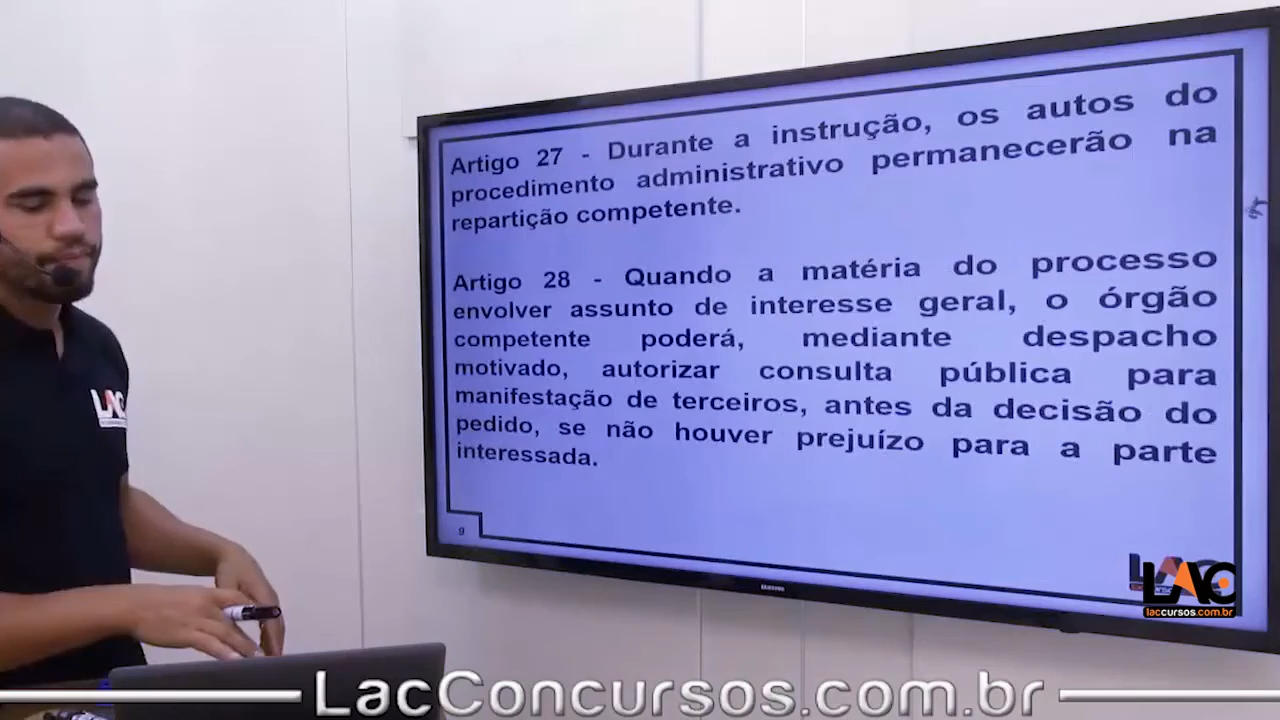 Artigo 27 - Durante a instrução, os autos do
procedimento administrativo permanecerão na
repartição competente.
Artigo 28 - Quando a matéria do processo
envolver assunto de interesse geral, o órgão
competente poderá, mediante despacho
motivado, autorizar consulta pública para
manifestação de terceiros, antes da decisão do
pedido, se não houver prejuízo para a parte
interessada.
9
LAC
SAMSUNG
LAC
laccursos.com.br
LacConcursos.com.br